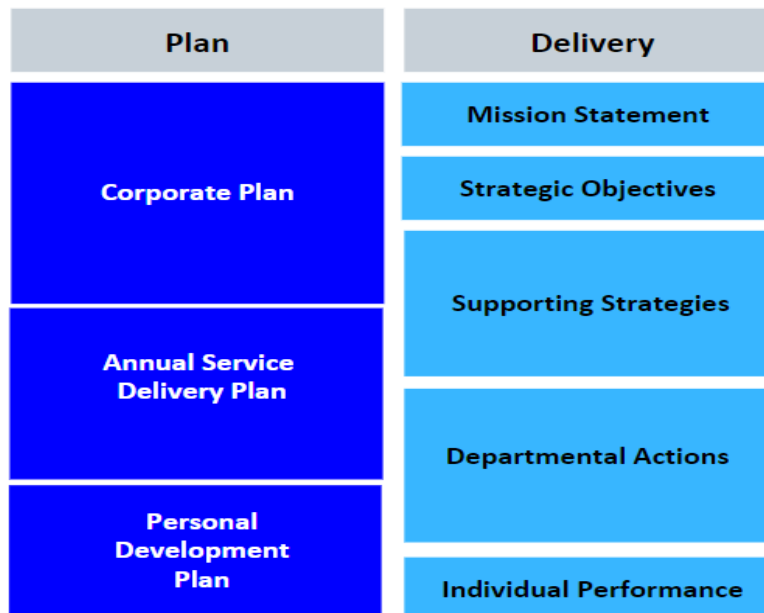 Plan
Delivery
Corporate Plan
Annual Service
Delivery Plan
Personal
Development
Plan
Mission Statement
Strategic Objectives
Supporting Strategies
Departmental Actions
Individual Performance